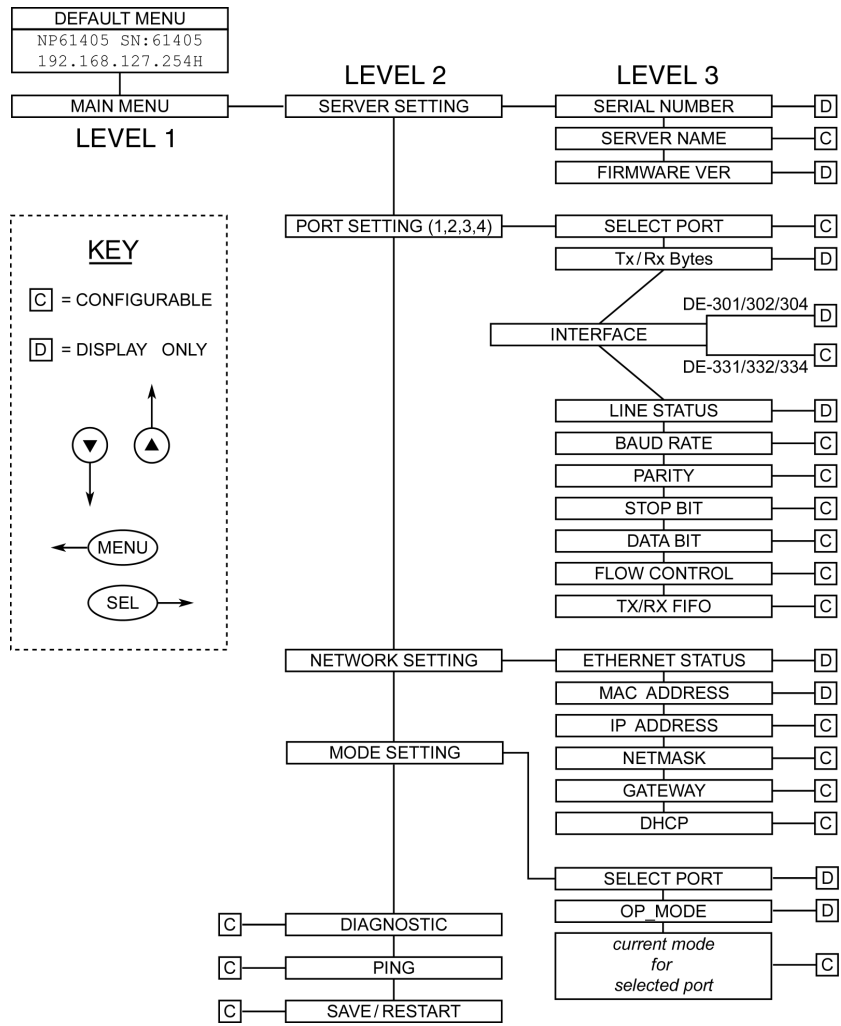 DEFAULT MENU
NP61405 SN:61405
192.168.127.254H
LEVEL 2
LEVEL 3
MAIN MENU
SERVER SETTING
SERIAL NUMBER
D
LEVEL 1
SERVER NAME
C
FIRMWARE VER
D
PORT SETTING (1,2,3,4)
SELECT PORT
C
Tx/Rx Bytes
D
KEY
C = CONFIGURABLE
D = DISPLAY ONLY
MENU
SEL
INTERFACE
DE-301/302/304
D
DE-331/332/334
C
LINE STATUS
D
BAUD RATE
C
PARITY
C
STOP BIT
C
DATA BIT
C
FLOW CONTROL
C
TX/RX FIFO
C
NETWORK SETTING
ETHERNET STATUS
D
MAC ADDRESS
D
IP ADDRESS
C
MODE SETTING
NETMASK
C
GATEWAY
C
DHCP
C
SELECT PORT
D
OP_MODE
D
current mode
for
selected port
C
C
DIAGNOSTIC
C
PING
C
SAVE/RESTART